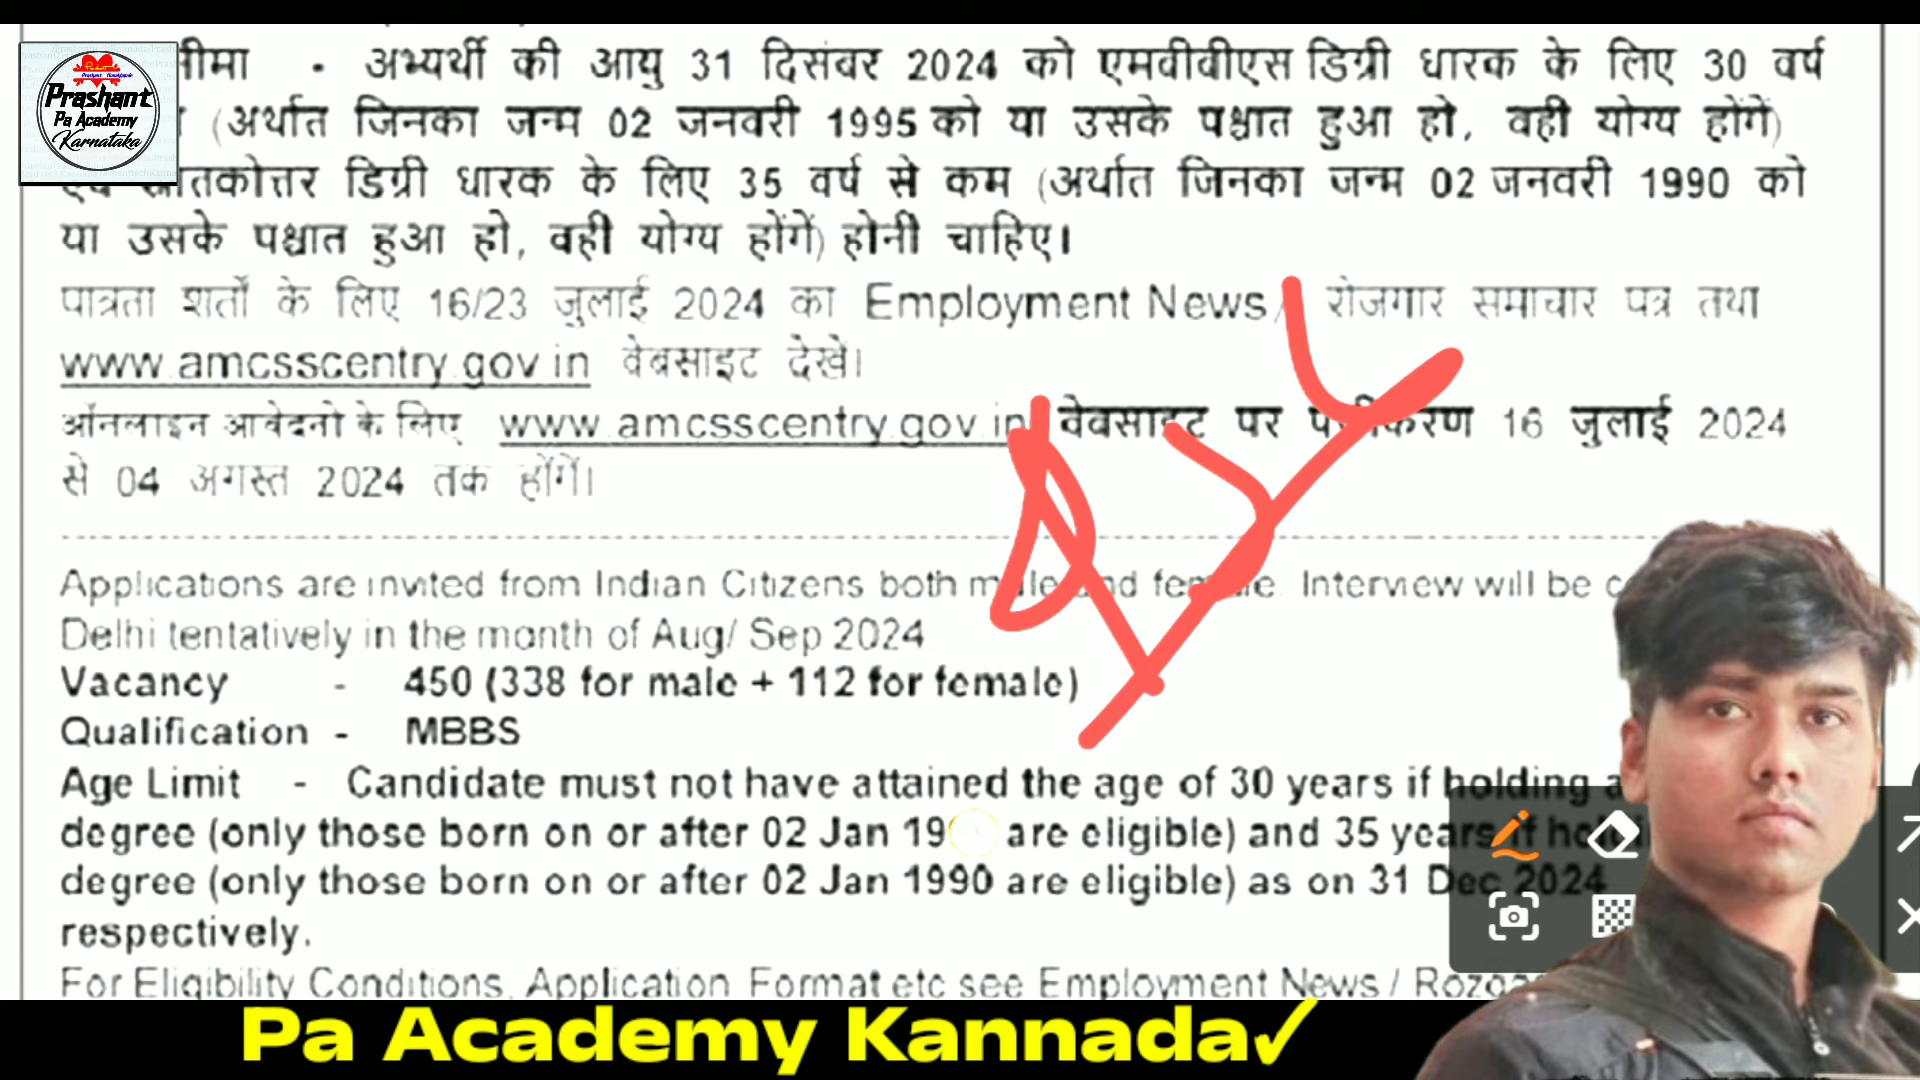 Prashant
Pa Academy
Karnataka
सीमा - अभ्यर्थी की आयु 31 दिसंबर 2024 को एमबीबीएस डिग्री धारक के लिए 30 वर्ष
(अर्थात जिनका जन्म 02 जनवरी 1995 को या उसके पश्चात हुआ हो, वही योग्य होंगें)
एवं स्नातकोत्तर डिग्री धारक के लिए 35 वर्ष से कम (अर्थात जिनका जन्म 02 जनवरी 1990 को
या उसके पश्चात हुआ हो, वही योग्य होंगें) होनी चाहिए।
पात्रता शर्तों के लिए 16/23 जुलाई 2024 का Employment News/ रोजगार समाचार पत्र तथा
www.amcsscentry.gov.in वेबसाइट देखें।
ऑनलाइन आवेदनो के लिए www.amcsscentry.gov.in वेबसाइट पर पंजीकरण 16 जुलाई 2024
से 04 अगस्त 2024 तक होंगें।
Applications are invited from Indian Citizens both male and female. Interview will be
Delhi tentatively in the month of Aug/ Sep 2024
Vacancy - 450 (338 for male + 112 for female)
Qualification - MBBS
Age Limit - Candidate must not have attained the age of 30 years if holding
degree (only those born on or after 02 Jan are eligible) and 35 years if
degree (only those born on or after 02 Jan 1990 are eligible) as on 31 Dec 2024
respectively.
For Eligibility Conditions, Application Format etc see Employment News /
Pa Academy Kannada✓